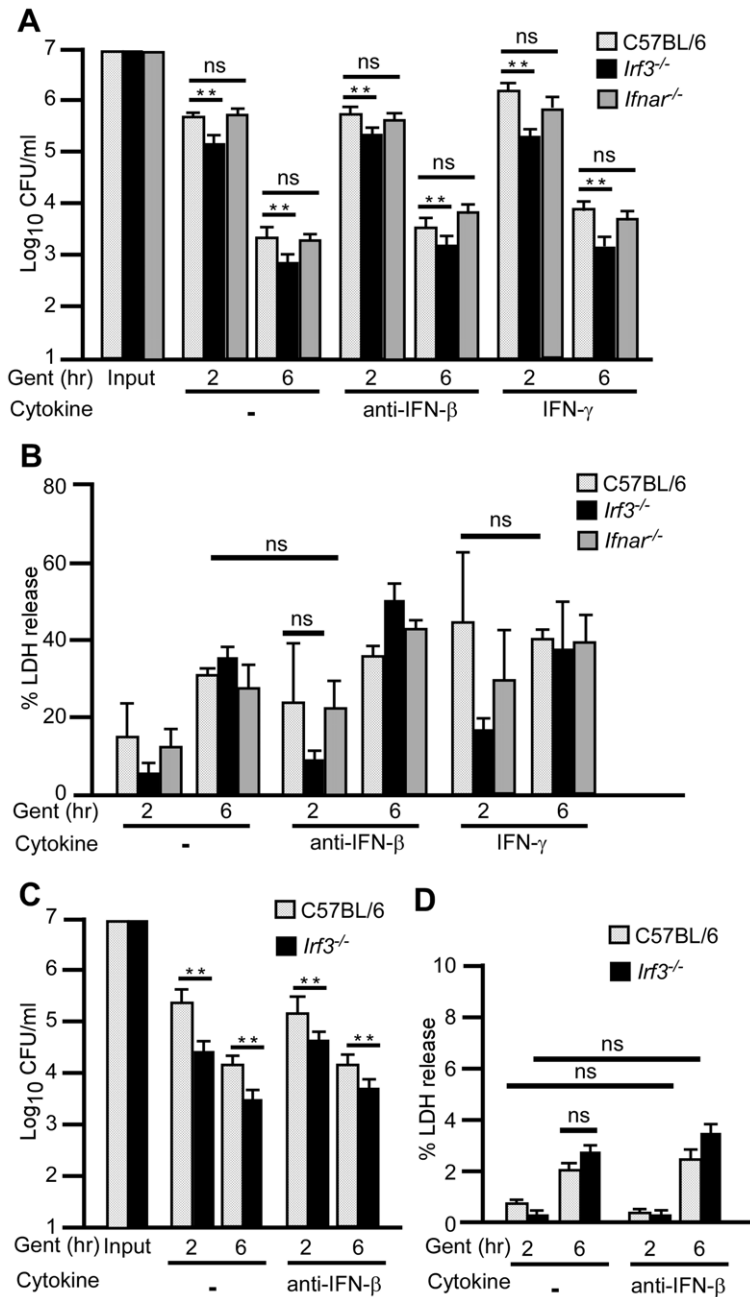 A
C57BL/6
Irf3-/-
Ifnar-/-
Log10 CFU/ml
7
6
5
4
3
2
1
ns
**
ns
**
ns
**
ns
**
ns
**
ns
**
Gent (hr) Input 2 6 2 6 2 6
Cytokine - anti-IFN-β IFN-γ
B
C57BL/6
Irf3-/-
Ifnar-/-
% LDH release
80
60
40
20
0
ns
ns
ns
Gent (hr) 2 6 2 6 2 6
Cytokine - anti-IFN-β IFN-γ
C
C57BL/6
Irf3-/-
Log10 CFU/ml
7
6
5
4
3
2
1
**
**
**
**
Gent (hr) Input 2 6 2 6
Cytokine - anti-IFN-β
D
C57BL/6
Irf3-/-
% LDH release
10
8
6
4
2
0
ns
ns
ns
Gent (hr) 2 6 2 6
Cytokine - anti-IFN-β